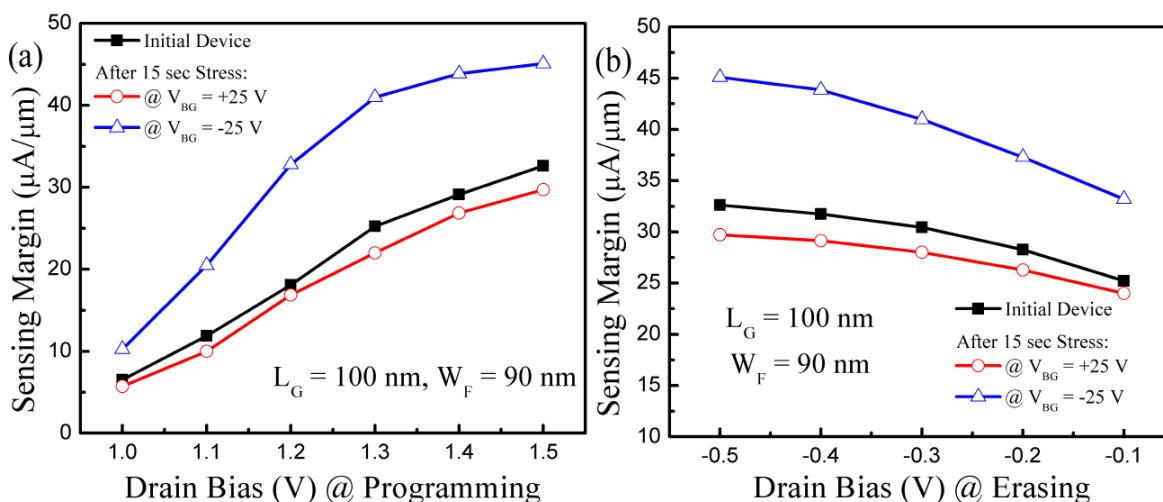 (a)
Initial Device
After 15 sec Stress:
@ V_BG = +25 V
@ V_BG = -25 V
L_G = 100 nm, W_F = 90 nm
Sensing Margin (μA/μm)
50
40
30
20
10
0
1.0 1.1 1.2 1.3 1.4 1.5
Drain Bias (V) @ Programming
(b)
L_G = 100 nm
W_F = 90 nm
Initial Device
After 15 sec Stress:
@ V_BG = +25 V
@ V_BG = -25 V
Sensing Margin (μA/μm)
50
45
40
35
30
25
20
15
10
-0.5 -0.4 -0.3 -0.2 -0.1
Drain Bias (V) @ Erasing